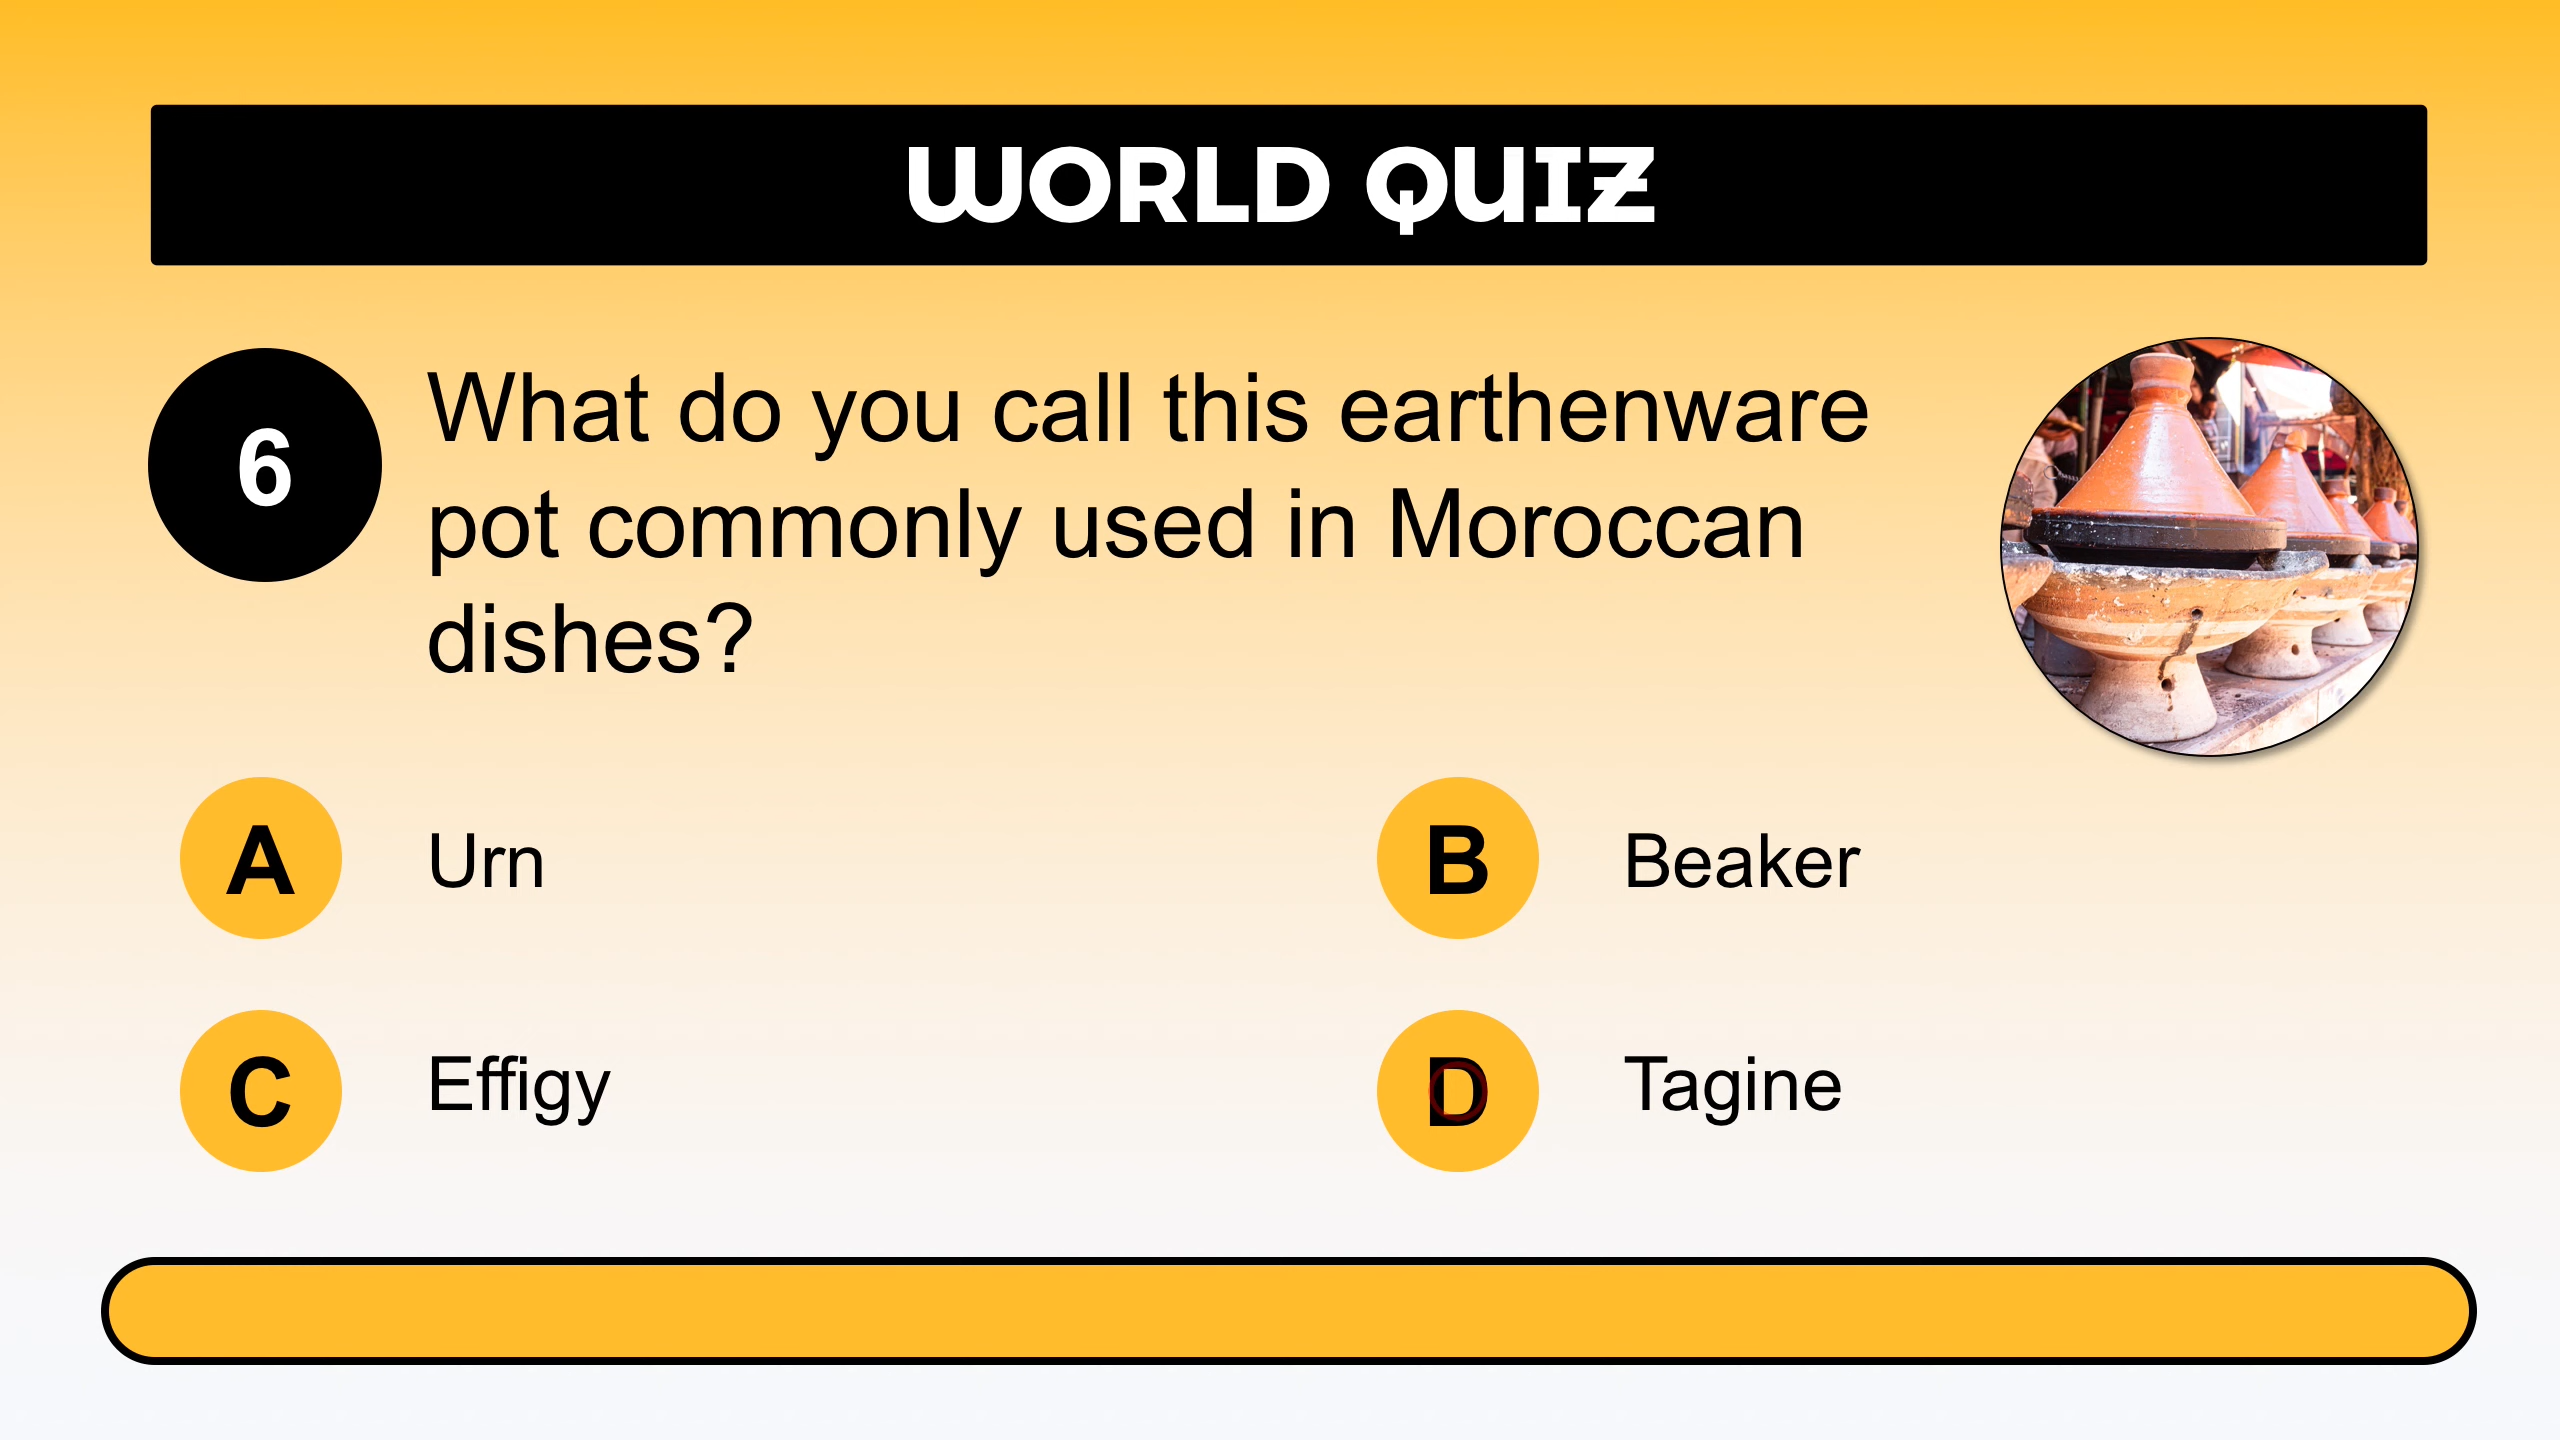 WORLD QUIZ
6
What do you call this earthenware
pot commonly used in Moroccan
dishes?
A Urn
B Beaker
C Effigy
D Tagine